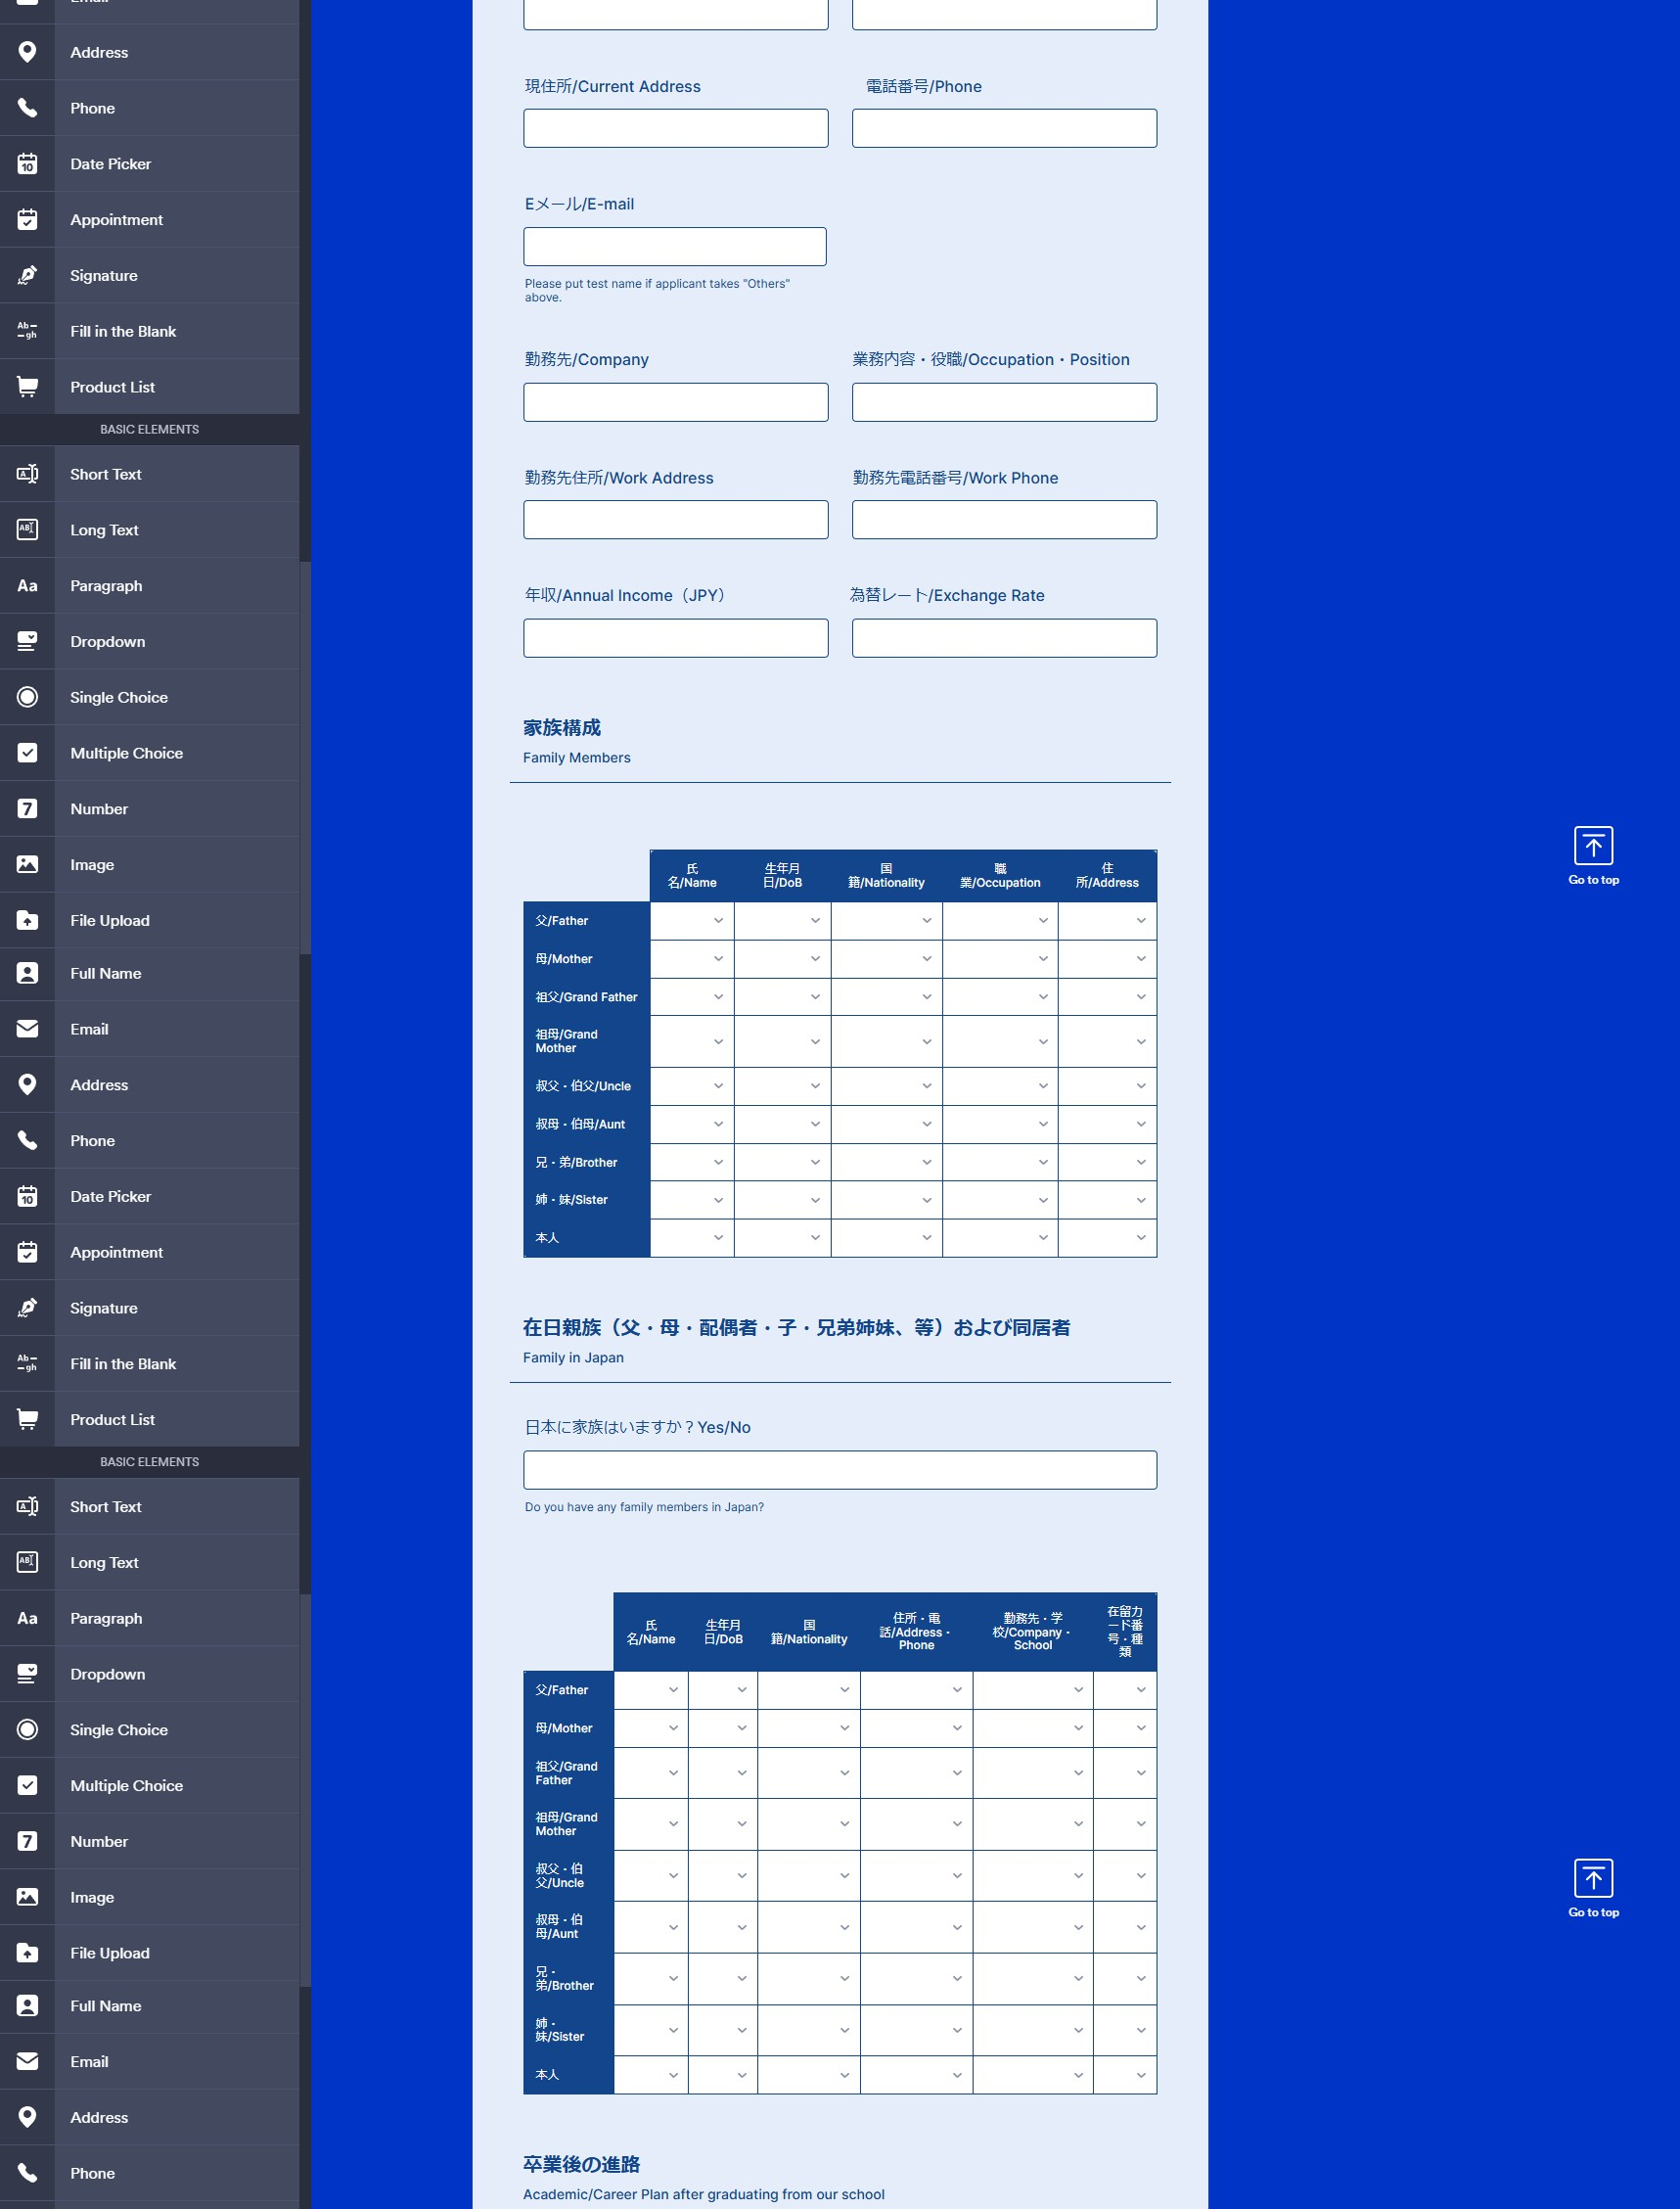 Address
Phone
Date Picker
Appointment
Signature
Fill in the Blank
Product List
BASIC ELEMENTS
Short Text
Long Text
Paragraph
Dropdown
Single Choice
Multiple Choice
Number
Image
File Upload
Full Name
Email
Address
Phone
Date Picker
Appointment
Signature
Fill in the Blank
Product List
BASIC ELEMENTS
Short Text
Long Text
Paragraph
Dropdown
Single Choice
Multiple Choice
Number
Image
File Upload
Full Name
Email
Address
Phone
現住所/Current Address
電話番号/Phone
Eメール/E-mail
Please put test name if applicant takes "Others"
above.
勤務先/Company
業務内容・役職/Occupation・Position
勤務先住所/Work Address
勤務先電話番号/Work Phone
年収/Annual Income（JPY）
為替レート/Exchange Rate
家族構成
Family Members
氏
名/Name
生年月
日/DoB
国
籍/Nationality
職
業/Occupation
住
所/Address
父/Father
母/Mother
祖父/Grand Father
祖母/Grand
Mother
叔父・伯父/Uncle
叔母・伯母/Aunt
兄・弟/Brother
姉・妹/Sister
本人
在日親族（父・母・配偶者・子・兄弟姉妹、等）および同居者
Family in Japan
日本に家族はいますか？Yes/No
Do you have any family members in Japan?
氏
名/Name
生年月
日/DoB
国
籍/Nationality
住所・電
話/Address・
Phone
勤務先・学
校/Company・
School
在留カ
ード番
号・種
類
父/Father
母/Mother
祖父/Grand
Father
祖母/Grand
Mother
叔父・伯
父/Uncle
叔母・伯
母/Aunt
兄・
弟/Brother
姉・
妹/Sister
本人
卒業後の進路
Academic/Career Plan after graduating from our school
Go to top
Go to top